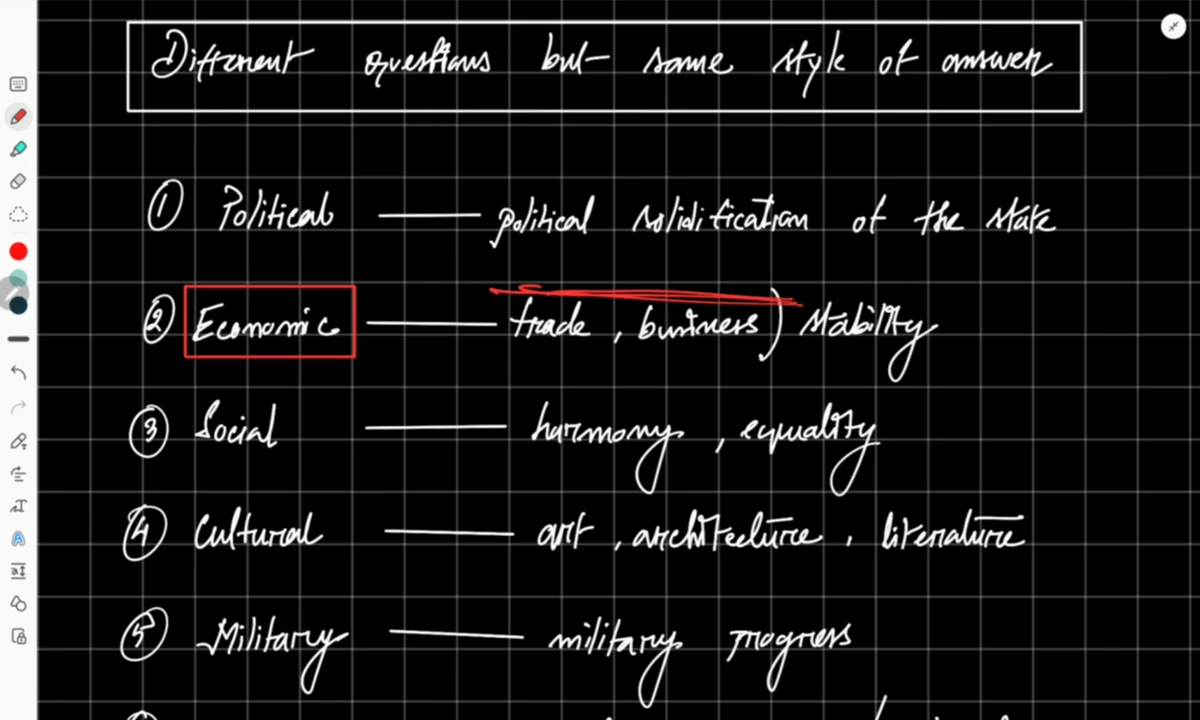 Different questions but same style of answer
① Political — political solidification of the state
② Economic — trade, business) stability
③ Social — harmony, equality
④ Cultural — art, architecture, literature
⑤ Military — military progress